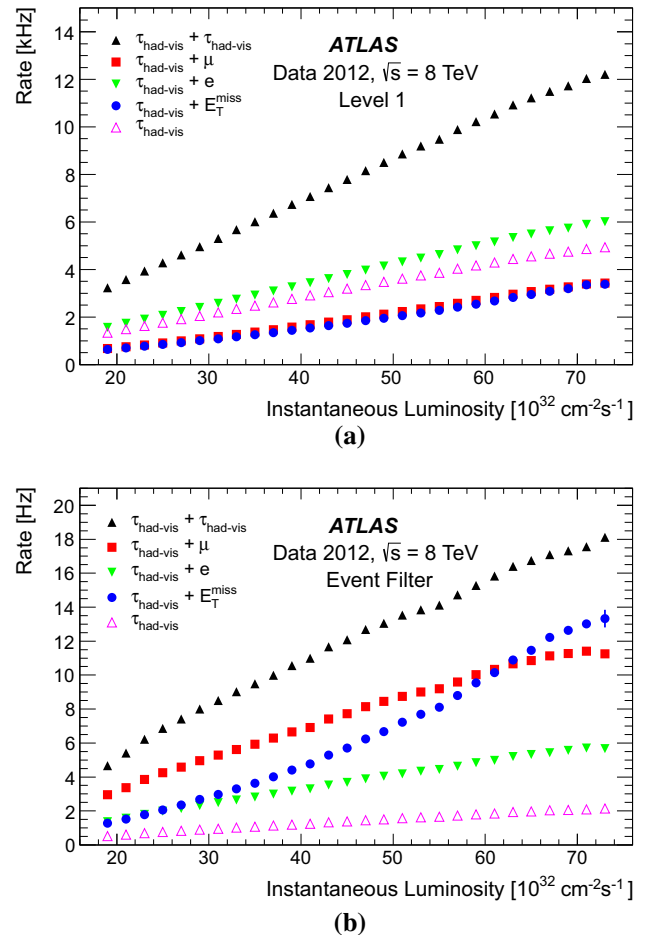 Rate [kHz]
14
12
10
8
6
4
2
0
τhad-vis + τhad-vis
τhad-vis + μ
τhad-vis + e
τhad-vis + E_T^miss
τhad-vis
ATLAS
Data 2012, √s = 8 TeV
Level 1
20 30 40 50 60 70
Instantaneous Luminosity [10^32 cm^-2s^-1]
(a)
Rate [Hz]
20
18
16
14
12
10
8
6
4
2
0
τhad-vis + τhad-vis
τhad-vis + μ
τhad-vis + e
τhad-vis + E_T^miss
τhad-vis
ATLAS
Data 2012, √s = 8 TeV
Event Filter
20 30 40 50 60 70
Instantaneous Luminosity [10^32 cm^-2s^-1]
(b)